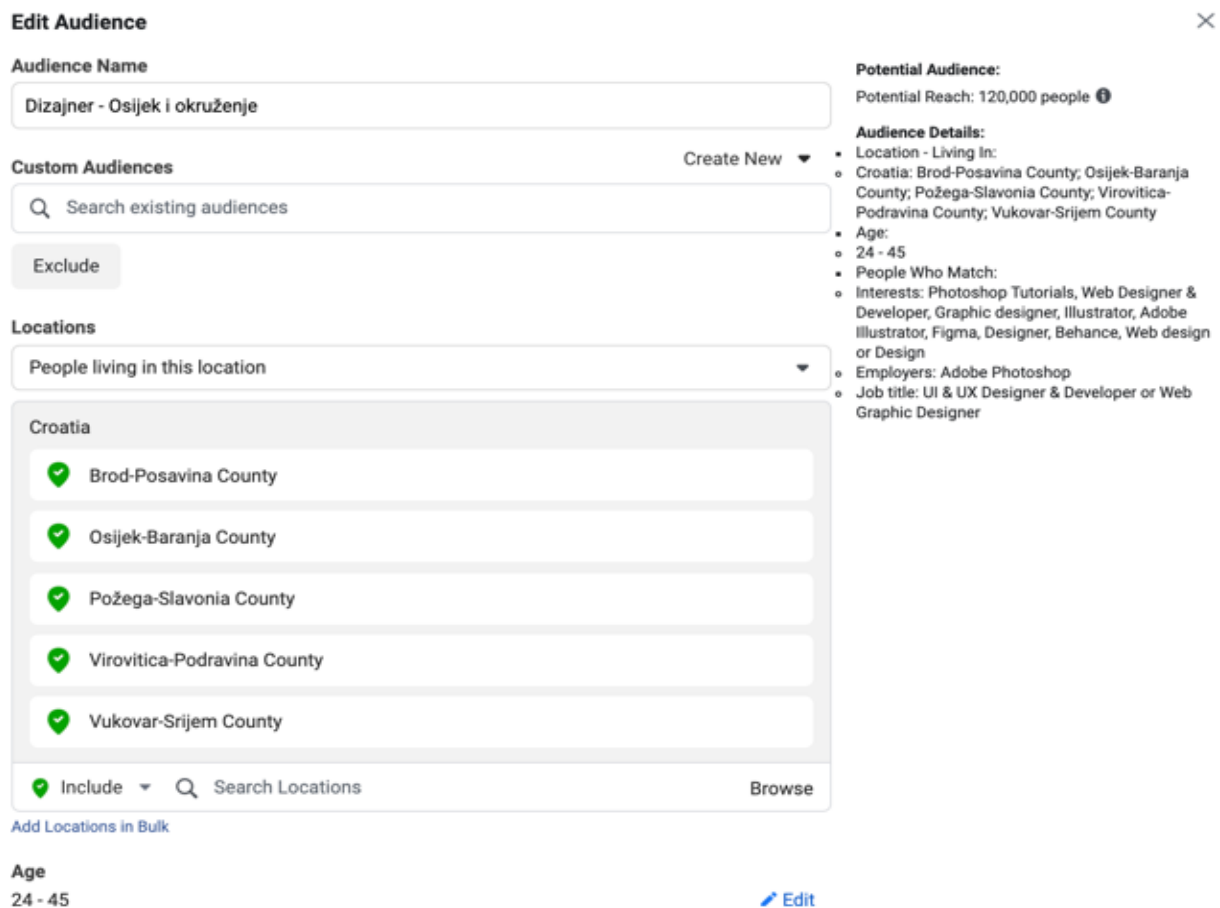 Edit Audience
Audience Name
Dizajner - Osijek i okruženje
Custom Audiences
Create New
Search existing audiences
Exclude
Locations
People living in this location
Croatia
Brod-Posavina County
Osijek-Baranja County
Požega-Slavonia County
Virovitica-Podravina County
Vukovar-Srijem County
Include
Search Locations
Browse
Add Locations in Bulk
Age
24 - 45
Edit
Potential Audience:
Potential Reach: 120,000 people
Audience Details:
Location - Living In:
Croatia: Brod-Posavina County; Osijek-Baranja
County; Požega-Slavonia County; Virovitica-
Podravina County; Vukovar-Srijem County
Age:
24 - 45
People Who Match:
Interests: Photoshop Tutorials, Web Designer &
Developer, Graphic designer, Illustrator, Adobe
Illustrator, Figma, Designer, Behance, Web design
or Design
Employers: Adobe Photoshop
Job title: UI & UX Designer & Developer or Web
Graphic Designer